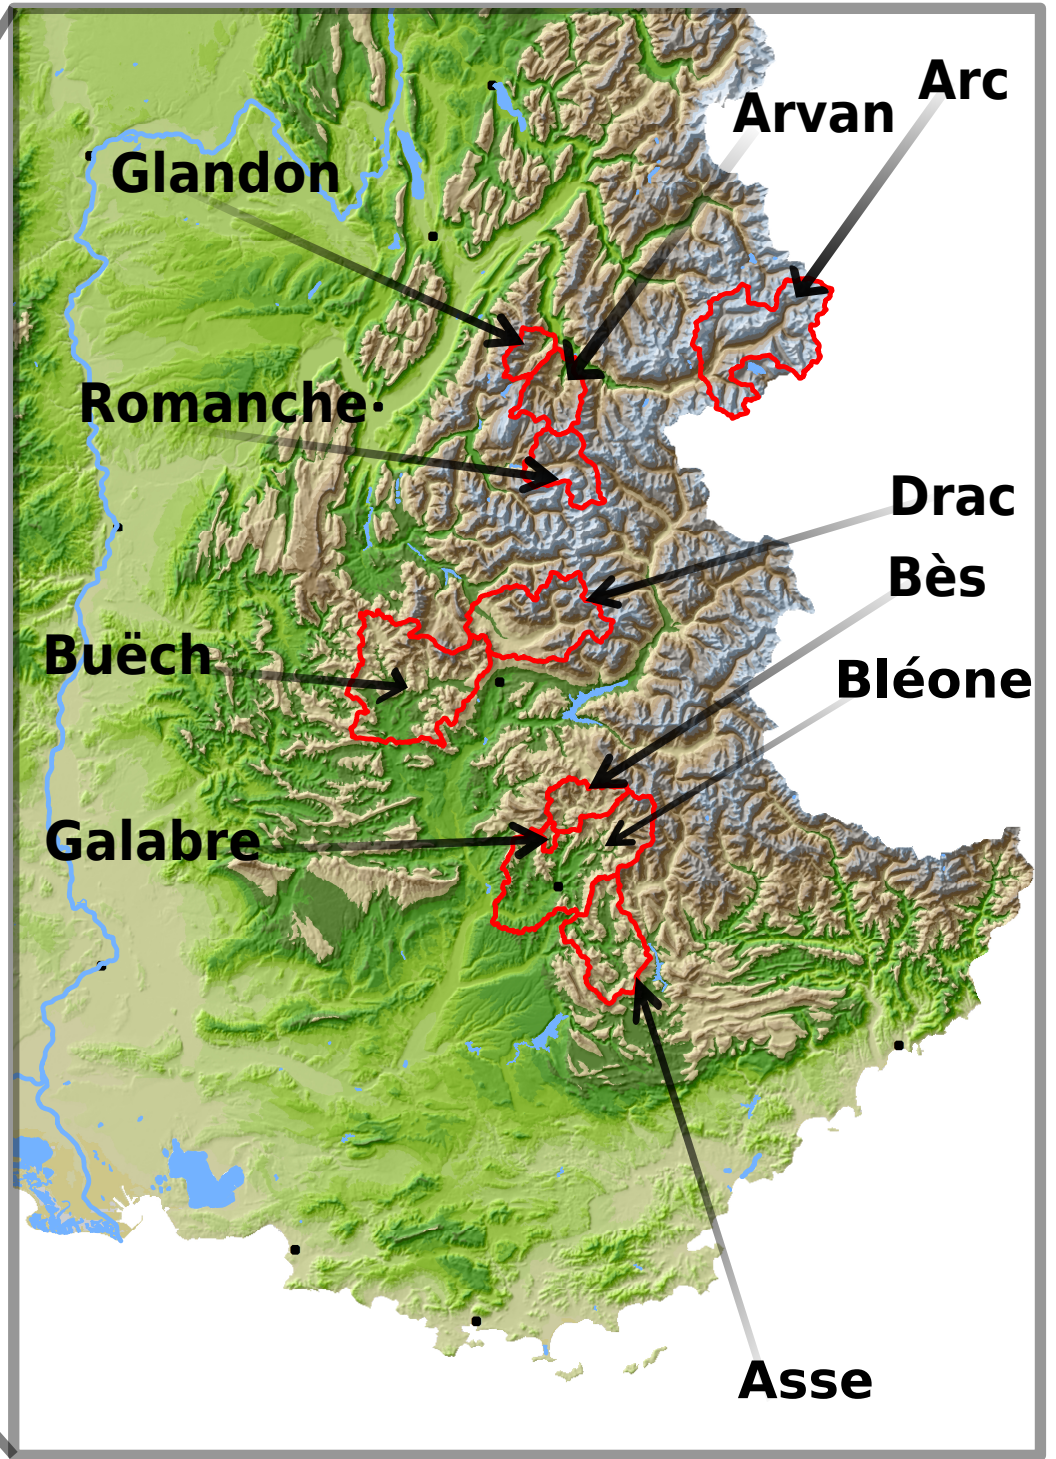 Arc
Arvan
Glandon
Romanche
Drac
Bès
Buëch
Bléone
Galabre
Asse